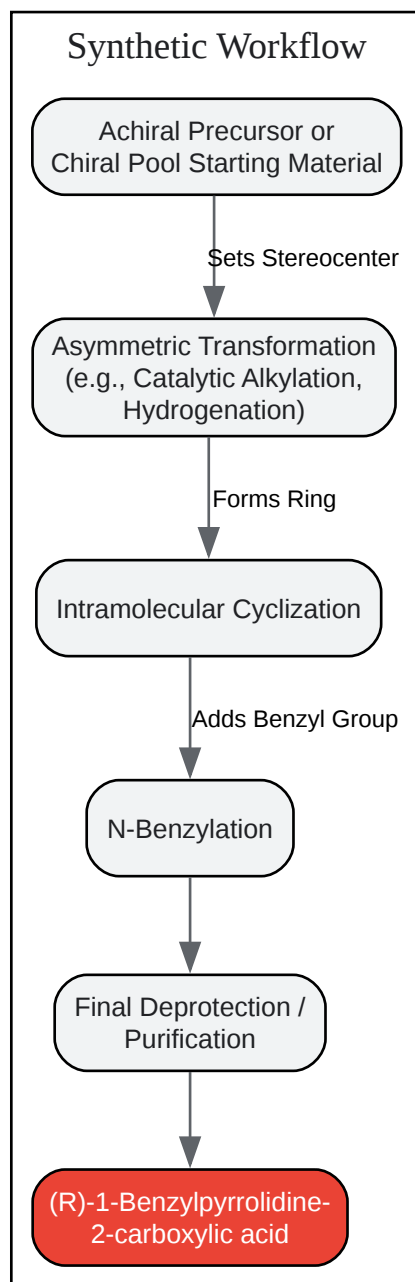 Synthetic Workflow
Achiral Precursor or
Chiral Pool Starting Material
Sets Stereocenter
Asymmetric Transformation
(e.g., Catalytic Alkylation,
Hydrogenation)
Forms Ring
Intramolecular Cyclization
Adds Benzyl Group
N-Benzylation
Final Deprotection /
Purification
(R)-1-Benzylpyrrolidine-
2-carboxylic acid